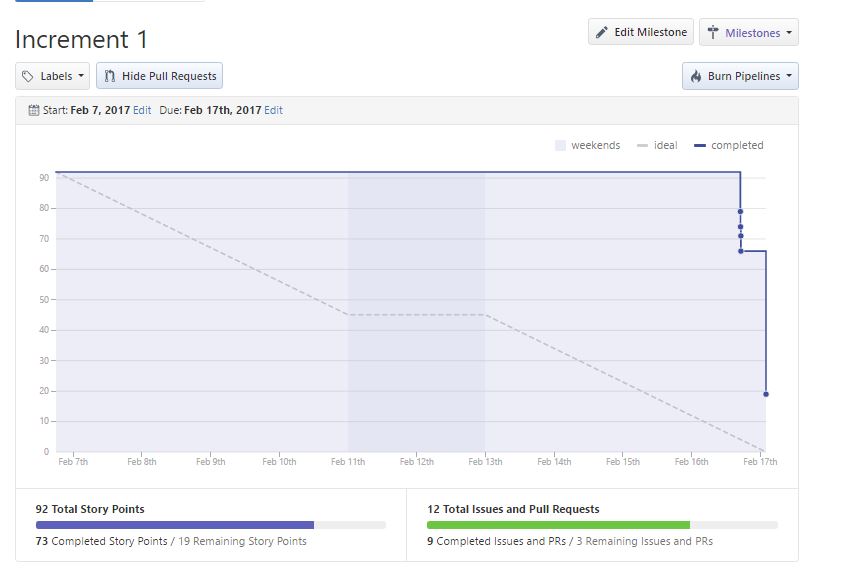 Increment 1
Edit Milestone
Milestones
Labels
Hide Pull Requests
Burn Pipelines
Start: Feb 7, 2017 Edit Due: Feb 17th, 2017 Edit
weekends ideal completed
90
80
70
60
50
40
30
20
10
0
Feb 7th Feb 8th Feb 9th Feb 10th Feb 11th Feb 12th Feb 13th Feb 14th Feb 15th Feb 16th Feb 17th
92 Total Story Points
73 Completed Story Points / 19 Remaining Story Points
12 Total Issues and Pull Requests
9 Completed Issues and PRs / 3 Remaining Issues and PRs